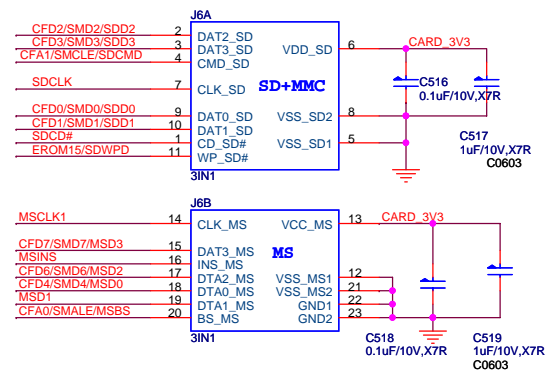 J6A
CFD2/SMD2/SDD2 2 DAT2_SD
CFD3/SMD3/SDD3 3 DAT3_SD VDD_SD 6 CARD_3V3
CFA1/SMCLE/SDCMD 4 CMD_SD
SDCLK 7 CLK_SD SD+MMC C516
0.1uF/10V,X7R
CFD0/SMD0/SDD0 9 DAT0_SD VSS_SD2 8
CFD1/SMD1/SDD1 10 DAT1_SD
SDCD# 1 CD_SD# VSS_SD1 5 C517
EROM15/SDWPD 11 WP_SD# 1uF/10V,X7R
C0603
3IN1
J6B
MSCLK1 14 CLK_MS VCC_MS 13 CARD_3V3
CFD7/SMD7/MSD3 15 DAT3_MS MS
MSINS 16 INS_MS
CFD6/SMD6/MSD2 17 DTA2_MS VSS_MS1 12
CFD4/SMD4/MSD0 18 DTA0_MS VSS_MS2 21
MSD1 19 DTA1_MS GND1 22
CFA0/SMALE/MSBS 20 BS_MS GND2 23
3IN1 C518 C519
0.1uF/10V,X7R 1uF/10V,X7R
C0603